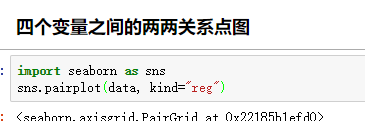 四个变量之间的两两关系点图
:
import seaborn as sns
sns.pairplot(data, kind="reg")
: <seaborn.axisgrid.PairGrid at 0x22185b1efd0>